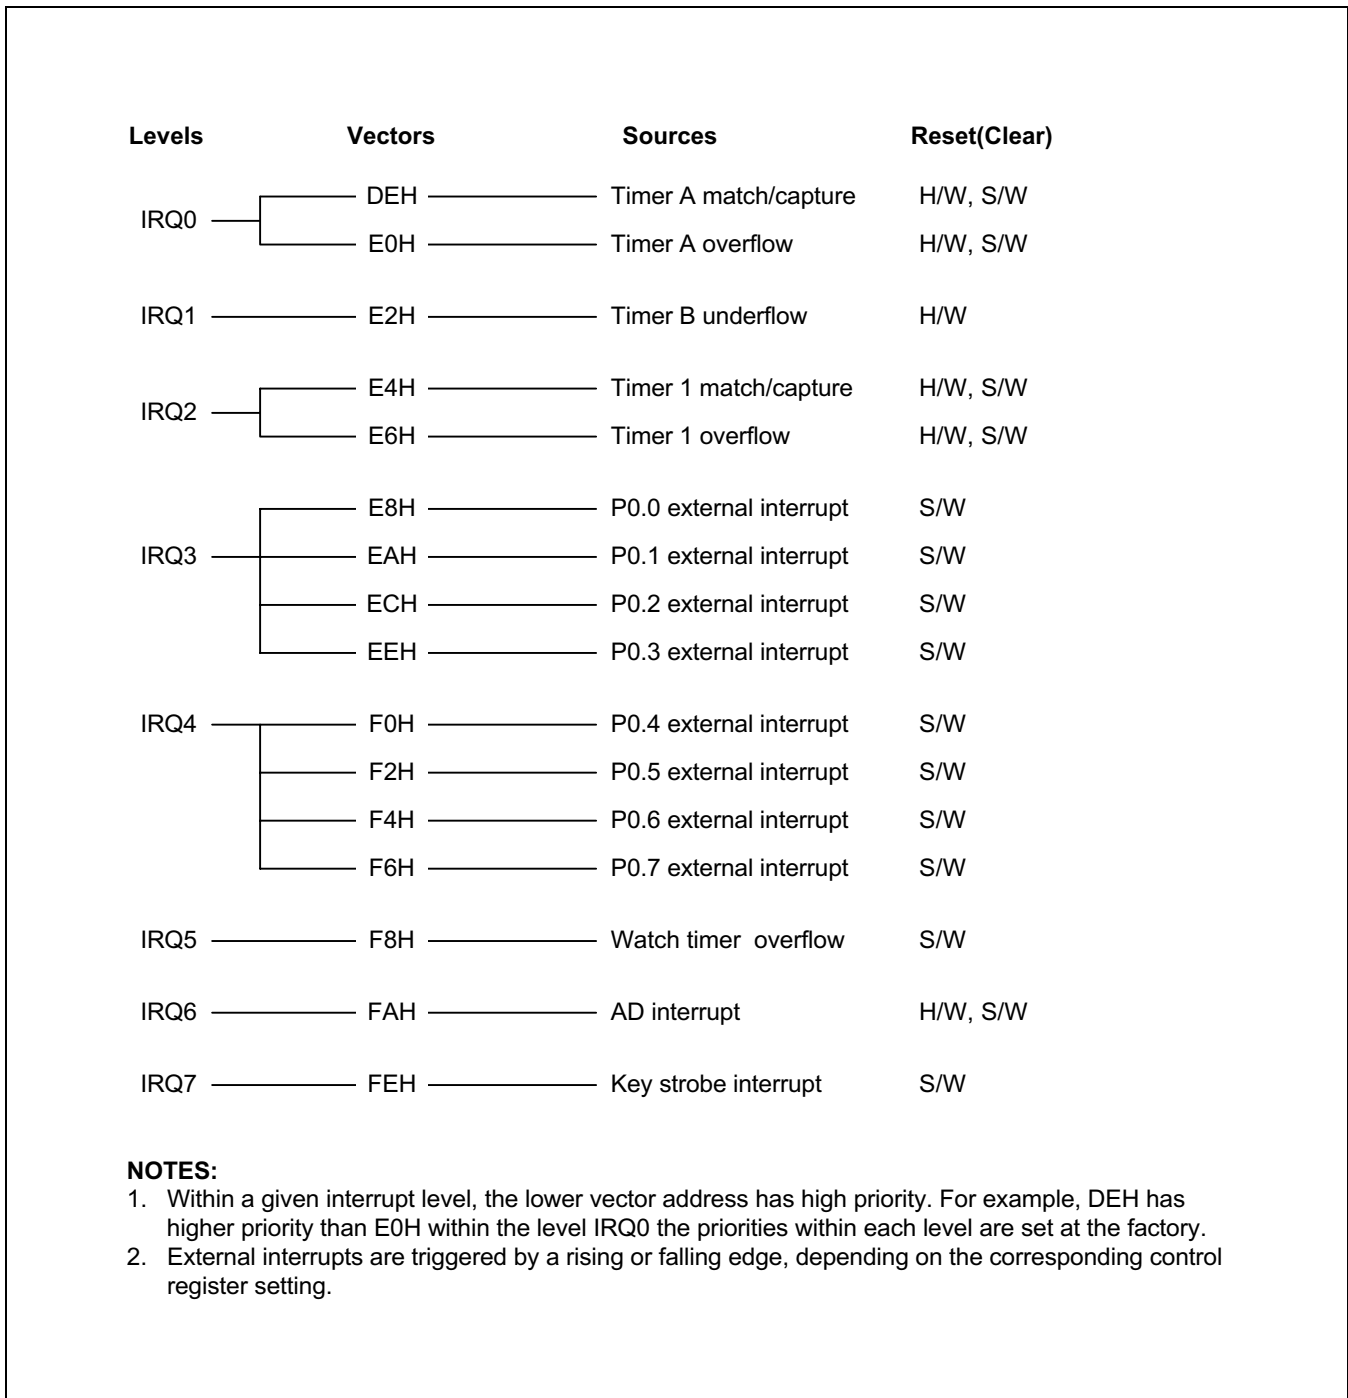 Levels Vectors Sources Reset(Clear)
DEH Timer A match/capture H/W, S/W
IRQ0
E0H Timer A overflow H/W, S/W
IRQ1 E2H Timer B underflow H/W
E4H Timer 1 match/capture H/W, S/W
IRQ2
E6H Timer 1 overflow H/W, S/W
E8H P0.0 external interrupt S/W
IRQ3 EAH P0.1 external interrupt S/W
ECH P0.2 external interrupt S/W
EEH P0.3 external interrupt S/W
IRQ4 F0H P0.4 external interrupt S/W
F2H P0.5 external interrupt S/W
F4H P0.6 external interrupt S/W
F6H P0.7 external interrupt S/W
IRQ5 F8H Watch timer overflow S/W
IRQ6 FAH AD interrupt H/W, S/W
IRQ7 FEH Key strobe interrupt S/W
NOTES:
1. Within a given interrupt level, the lower vector address has high priority. For example, DEH has
higher priority than E0H within the level IRQ0 the priorities within each level are set at the factory.
2. External interrupts are triggered by a rising or falling edge, depending on the corresponding control
register setting.